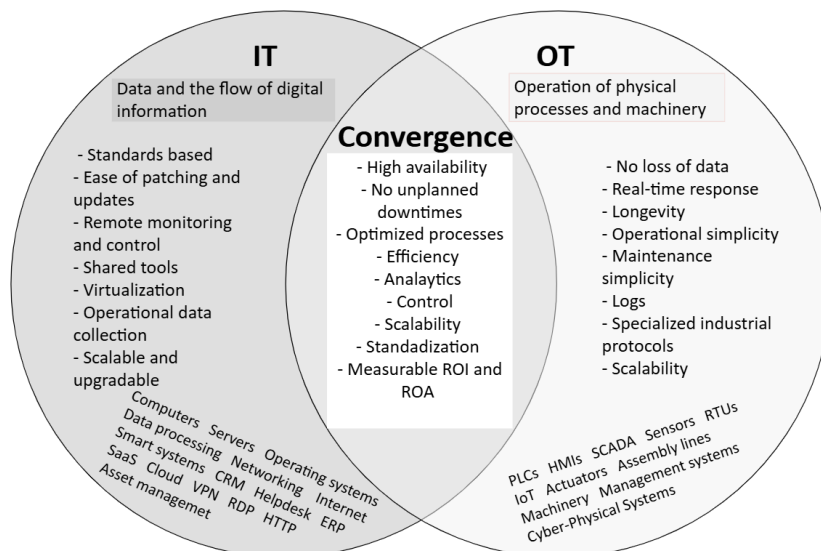 IT
Data and the flow of digital
information
- Standards based
- Ease of patching and
updates
- Remote monitoring
and control
- Shared tools
- Virtualization
- Operational data
collection
- Scalable and
upgradable
Computers Servers Operating systems
Data processing Networking Internet
Smart systems CRM Helpdesk ERP
SaaS Cloud VPN RDP HTTP
Asset managemet
Convergence
- High availability
- No unplanned
downtimes
- Optimized processes
- Efficiency
- Analaytics
- Control
- Scalability
- Standadization
- Measurable ROI and
ROA
OT
Operation of physical
processes and machinery
- No loss of data
- Real-time response
- Longevity
- Operational simplicity
- Maintenance
simplicity
- Logs
- Specialized industrial
protocols
- Scalability
PLCs HMIs SCADA Sensors RTUs
IoT Actuators Assembly lines
Machinery Management systems
Cyber-Physical Systems